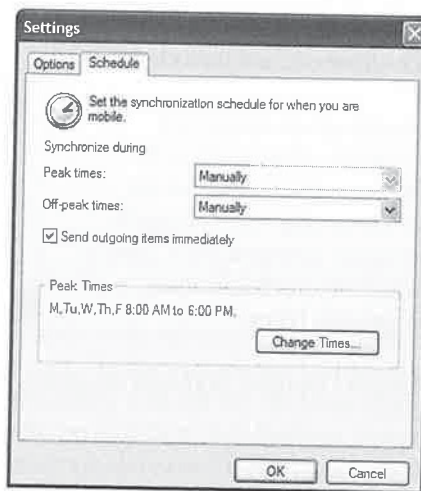 Settings
Options Schedule
Set the synchronization schedule for when you are
mobile.
Synchronize during
Peak times: Manually
Off-peak times: Manually
Send outgoing items immediately
Peak Times
M,Tu,W,Th,F 8:00 AM to 6:00 PM.
Change Times...
OK Cancel